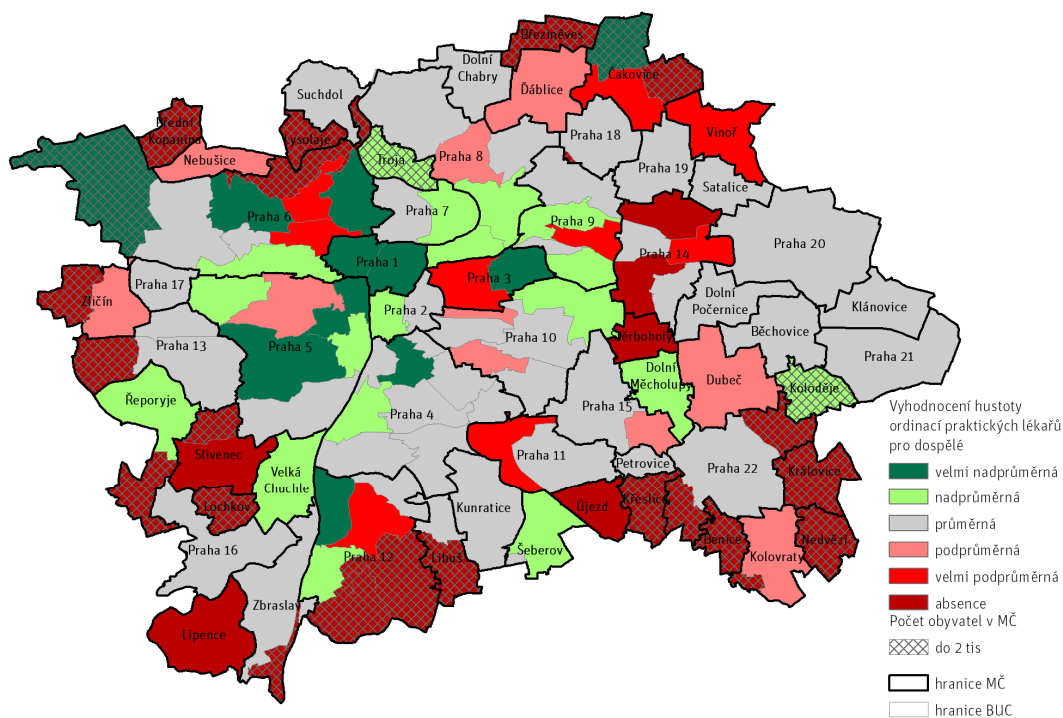 Březiněves
Dolní
Chabry
Čakovice
Suchdol
Ďáblice
Přední
Kopanina
Vinoř
Lysolaje
Praha 18
Nebušice
Troja
Praha 8
Praha 19
Satalice
Praha 6
Praha 7
Praha 9
Praha 20
Praha 14
Praha 1
Praha 3
Praha 17
Zličín
Dolní
Počernice
Klánovice
Praha 2
Běchovice
Praha 10
Štěrboholy
Praha 13
Praha 5
Praha 21
Dolní
Měcholupy
Dubeč
Koloděje
Řeporyje
Praha 4
Praha 15
Slivenec
Praha 11
Petrovice
Praha 22
Královice
Velká
Chuchle
Lochkov
Kunratice
Újezd
Křeslice
Praha 16
Benice
Nedvězí
Praha 12
Libuš
Šeberov
Kolovraty
Zbraslav
Lipence
Vyhodnocení hustoty
ordinací praktických lékařů
pro dospělé
velmi nadprůměrná
nadprůměrná
průměrná
podprůměrná
velmi podprůměrná
absence
Počet obyvatel v MČ
do 2 tis
hranice MČ
hranice BUC